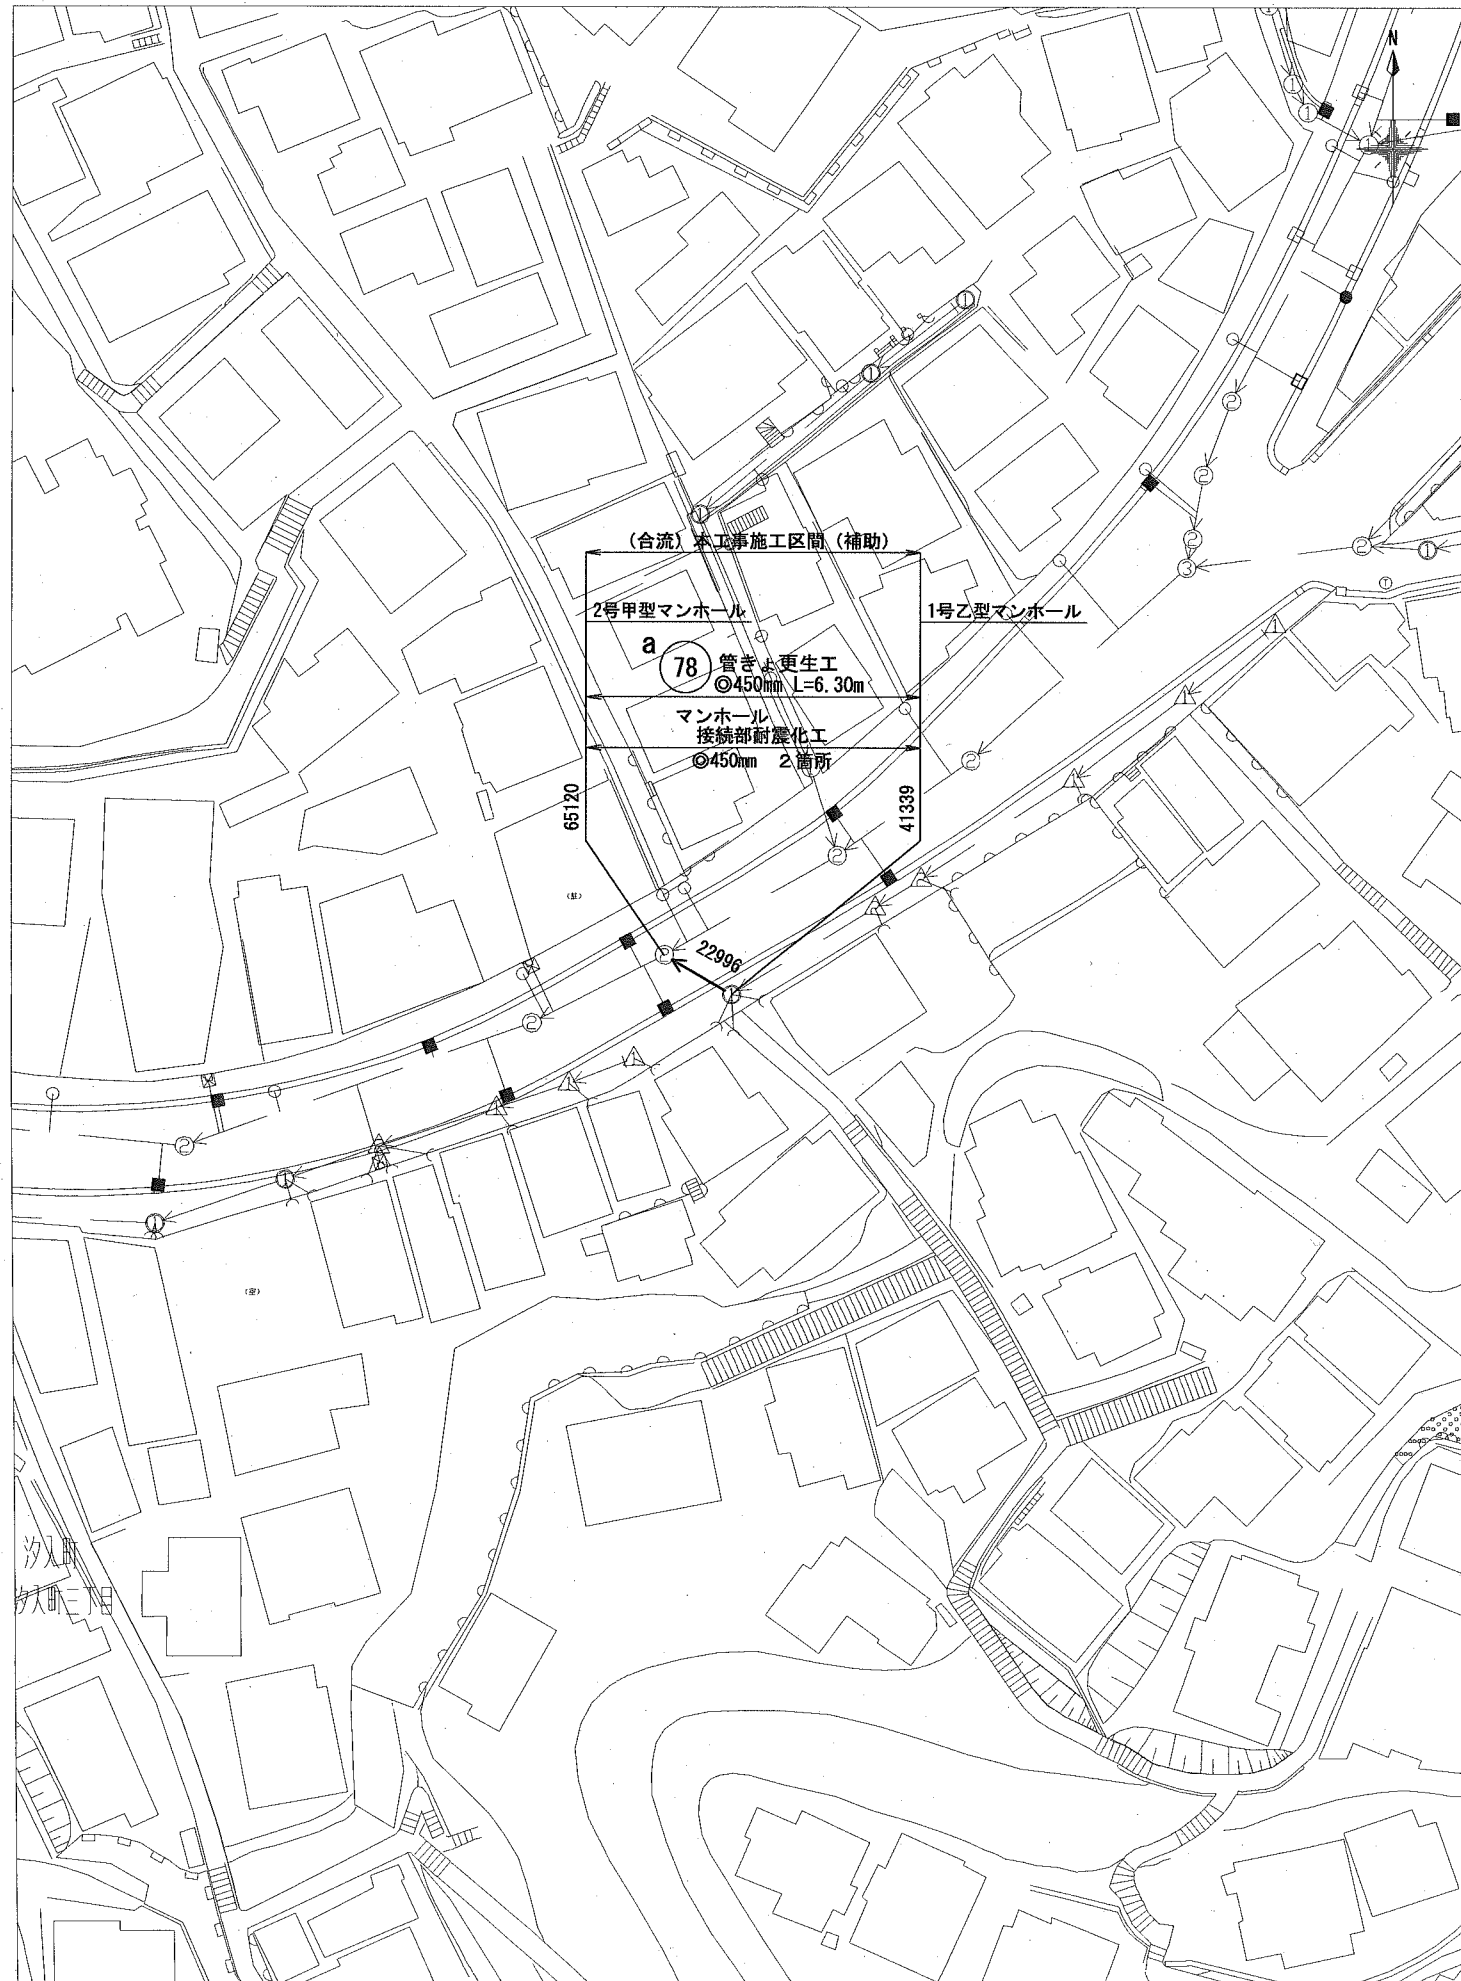 N
(合流) 本工事施工区間 (補助)
2号甲型マンホール
1号乙型マンホール
a
78
管きょ更生工
◎450mm L=6.30m
マンホール
接続部耐震化工
◎450mm 2箇所
65120
41339
22996
汐入町
汐入町三丁目